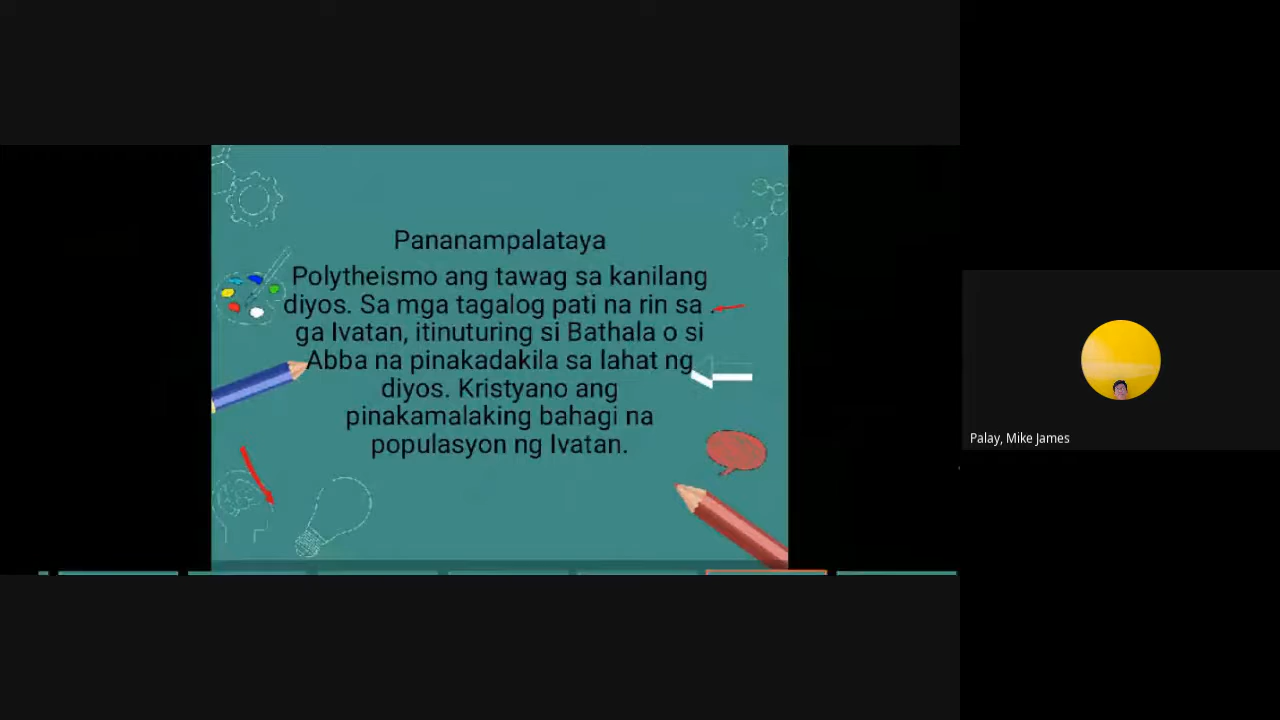 Pananampalataya
Polytheismo ang tawag sa kanilang
diyos. Sa mga tagalog pati na rin sa .
ga Ivatan, itinuturing si Bathala o si
Abba na pinakadakila sa lahat ng
diyos. Kristyano ang
pinakamalaking bahagi na
populasyon ng Ivatan.
Palay, Mike James